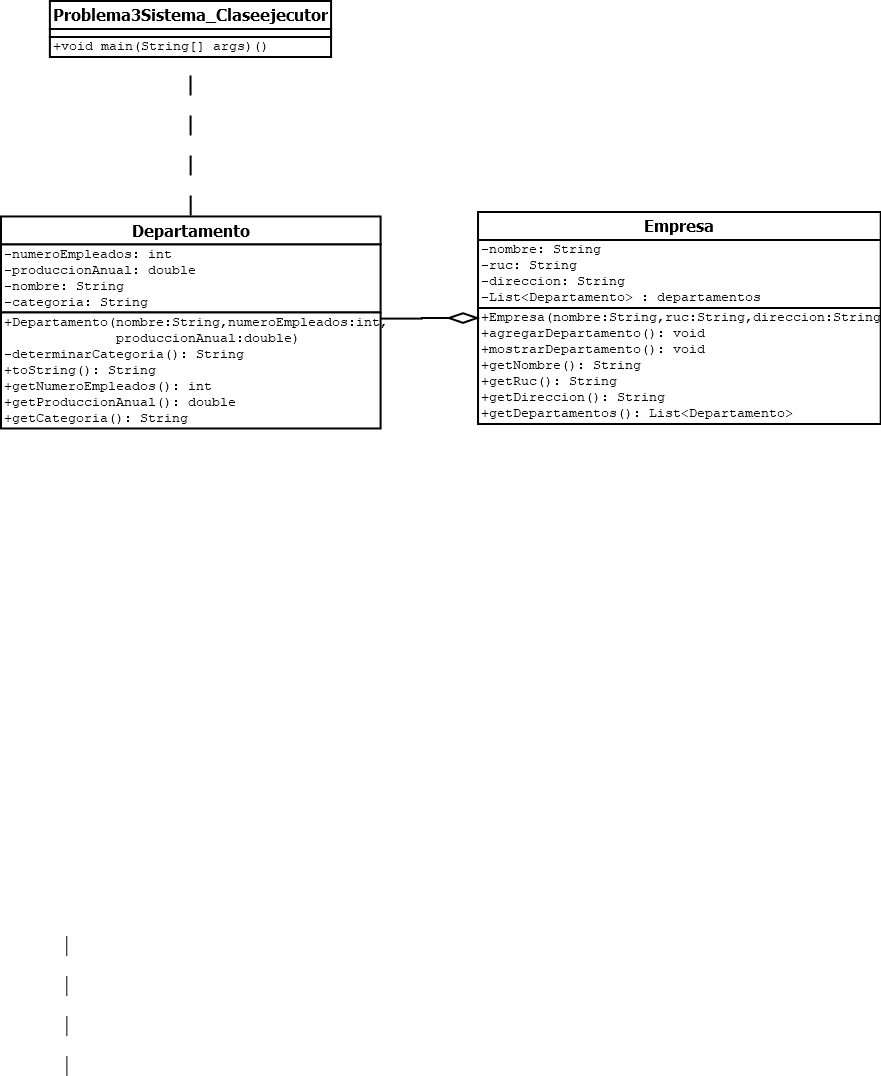 Problema3Sistema_Claseejecutor
+void main(String[] args)()
Departamento
-numeroEmpleados: int
-produccionAnual: double
-nombre: String
-categoria: String
+Departamento(nombre:String,numeroEmpleados:int,
produccionAnual:double)
-determinarCategoria(): String
+toString(): String
+getNumeroEmpleados(): int
+getProduccionAnual(): double
+getCategoria(): String
Empresa
-nombre: String
-ruc: String
-direccion: String
-List<Departamento> : departamentos
+Empresa(nombre:String,ruc:String,direccion:String
+agregarDepartamento(): void
+mostrarDepartamento(): void
+getNombre(): String
+getRuc(): String
+getDireccion(): String
+getDepartamentos(): List<Departamento>